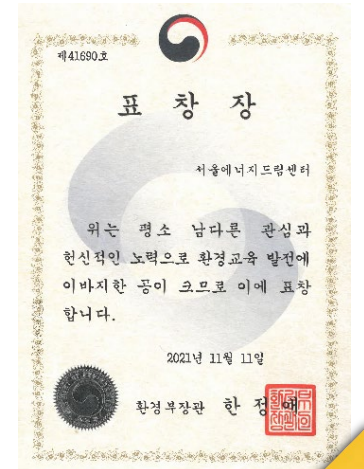 제41690호
표 창 장
서울에너지드림센터
위는 평소 남다른 관심과
헌신적인 노력으로 환경교육 발전에
이바지한 공이 크므로 이에 표창
합니다.
2021년 11월 11일
환경부장관 한정애